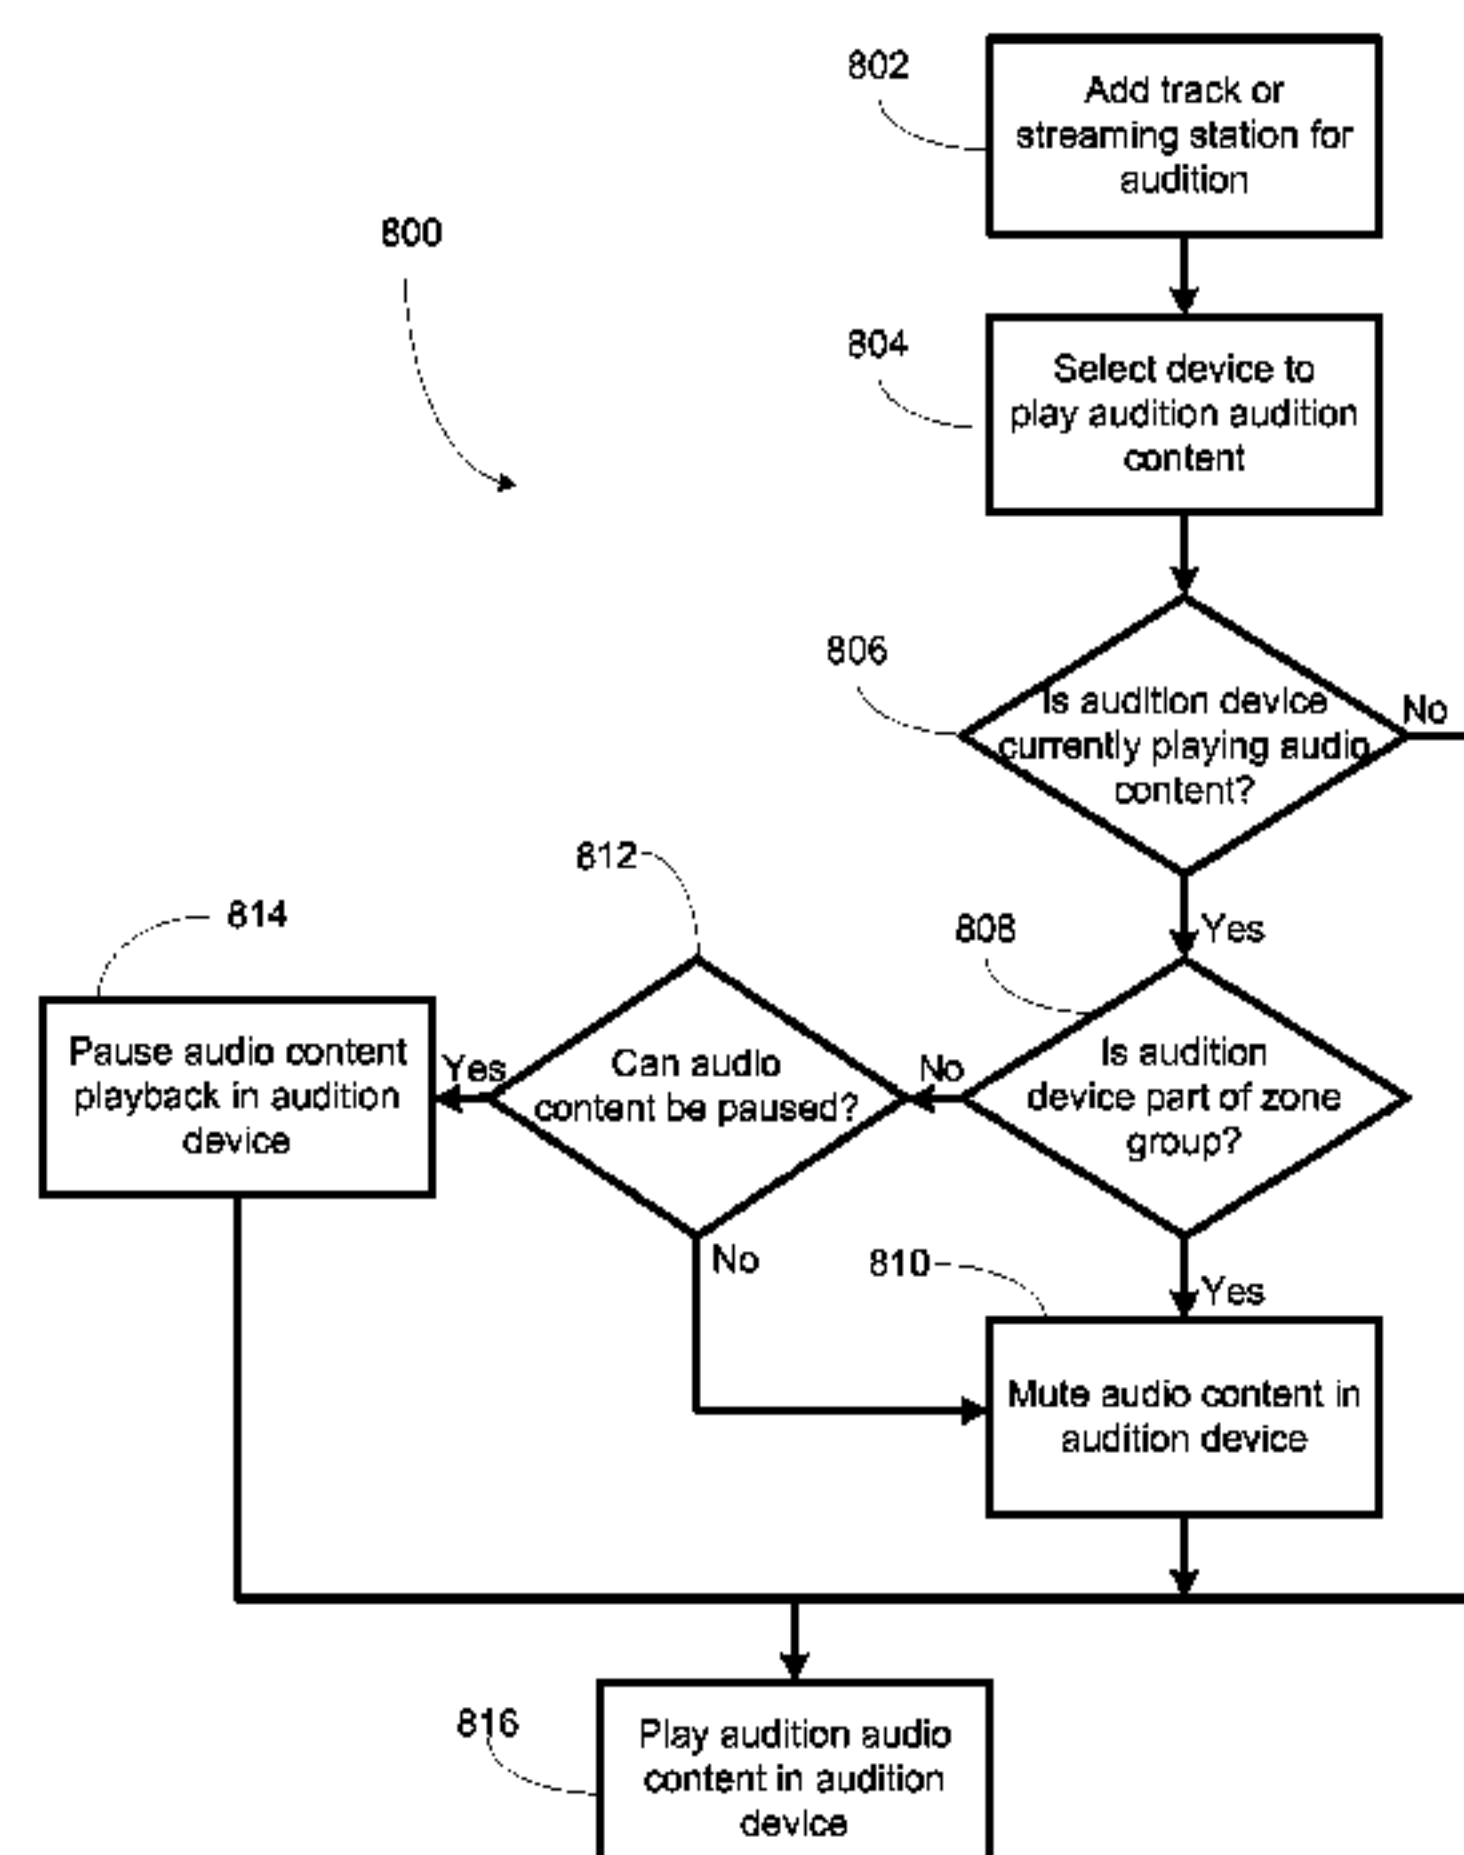 802
Add track or
streaming station for
audition
800
804
Select device to
play audition audition
content
806
Is audition device
currently playing audio
content?
No
Yes
812
814
808
Pause audio content
playback in audition
device
Yes
Can audio
content be paused?
No
Is audition
device part of zone
group?
No
810
Yes
Mute audio content in
audition device
816
Play audition audio
content in audition
device